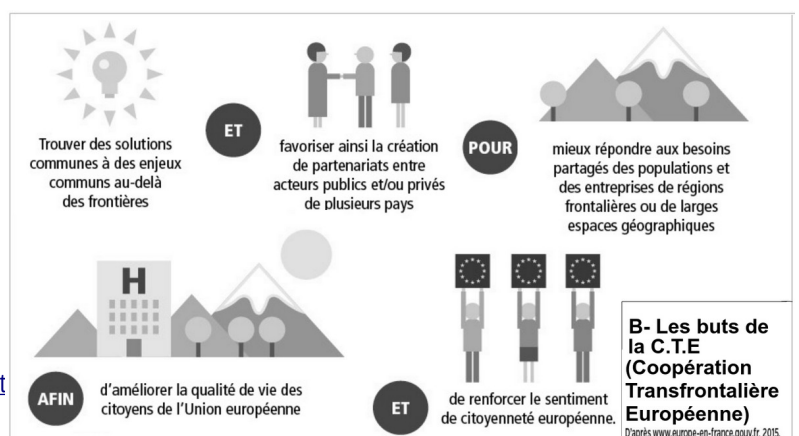 Trouver des solutions
communes à des enjeux
communs au-delà
des frontières
ET
favoriser ainsi la création
de partenariats entre
acteurs publics et/ou privés
de plusieurs pays
POUR
mieux répondre aux besoins
partagés des populations et
des entreprises de régions
frontalières ou de larges
espaces géographiques
H
AFIN
d'améliorer la qualité de vie des
citoyens de l'Union européenne
ET
de renforcer le sentiment
de citoyenneté européenne.
B- Les buts de
la C.T.E
(Coopération
Transfrontalière
Européenne)
D'après www.europe-en-france.gouv.fr, 2015.
t